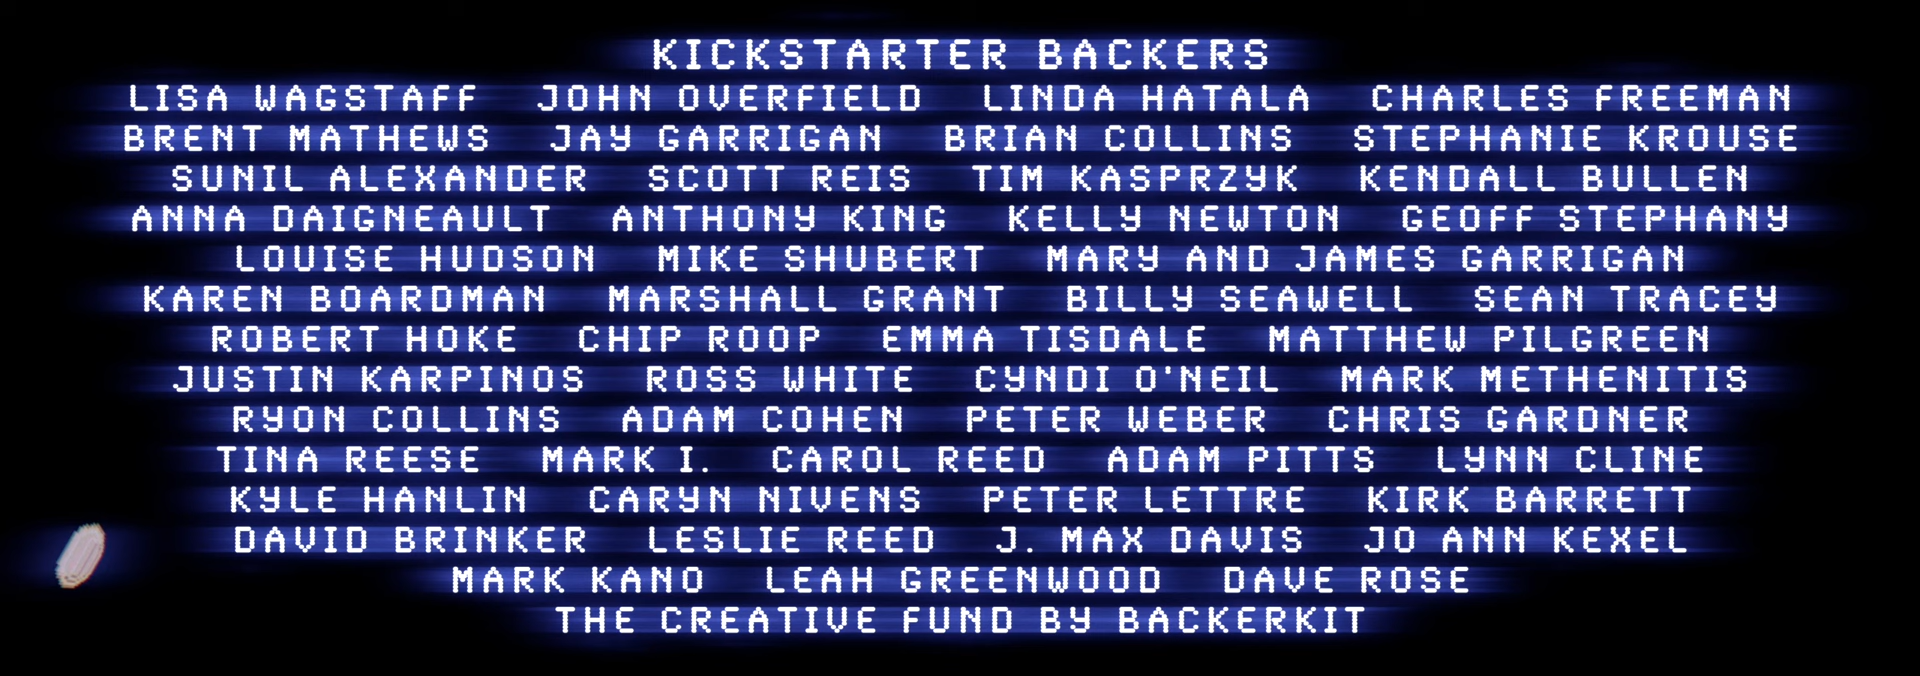 KICKSTARTER BACKERS
LISA WAGSTAFF JOHN OVERFIELD LINDA HATALA CHARLES FREEMAN
BRENT MATHEWS JAY GARRIGAN BRIAN COLLINS STEPHANIE KROUSE
SUNIL ALEXANDER SCOTT REIS TIM KASPRZYK KENDALL BULLEN
ANNA DAIGNEAULT ANTHONY KING KELLY NEWTON GEOFF STEPHANY
LOUISE HUDSON MIKE SHUBERT MARY AND JAMES GARRIGAN
KAREN BOARDMAN MARSHALL GRANT BILLY SEAWELL SEAN TRACEY
ROBERT HOKE CHIP ROOP EMMA TISDALE MATTHEW PILGREEN
JUSTIN KARPINOS ROSS WHITE CYNDI O'NEIL MARK METHENITIS
RYON COLLINS ADAM COHEN PETER WEBER CHRIS GARDNER
TINA REESE MARK I. CAROL REED ADAM PITTS LYNN CLINE
KYLE HANLIN CARYN NIVENS PETER LETTRE KIRK BARRETT
DAVID BRINKER LESLIE REED J. MAX DAVIS JO ANN KEXEL
MARK KANO LEAH GREENWOOD DAVE ROSE
THE CREATIVE FUND BY BACKERKIT